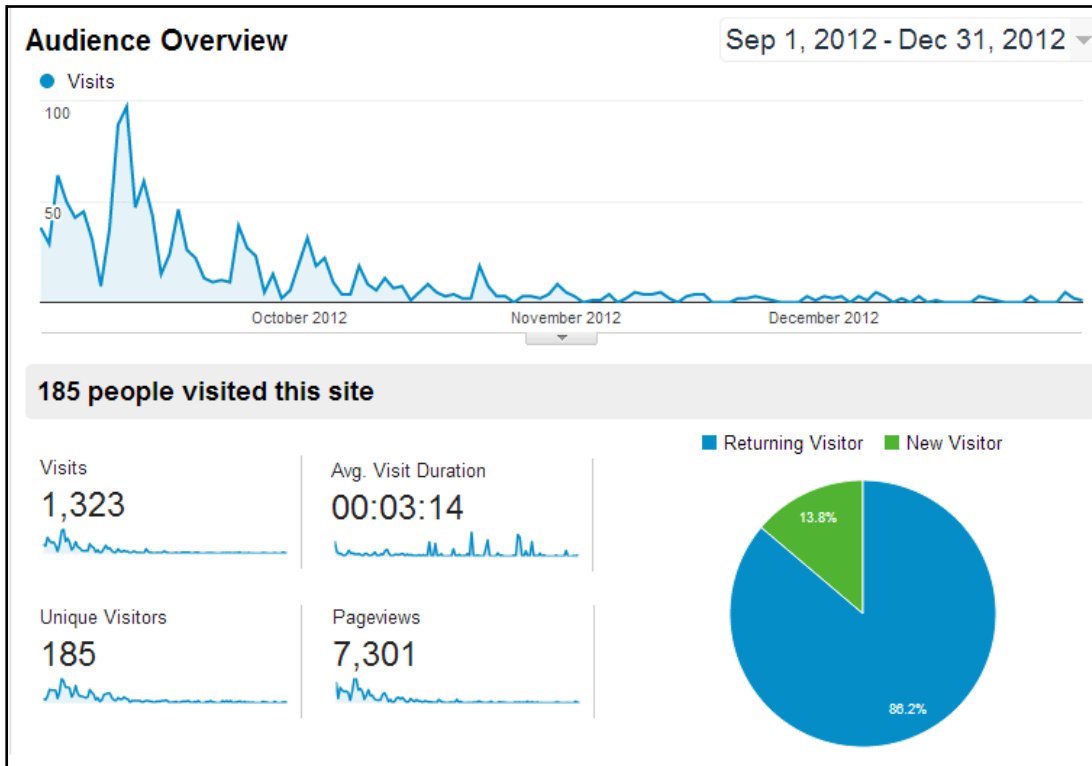 Audience Overview
Sep 1, 2012 - Dec 31, 2012
Visits
100
50
October 2012
November 2012
December 2012
185 people visited this site
Returning Visitor
New Visitor
Visits
1,323
Avg. Visit Duration
00:03:14
Unique Visitors
185
Pageviews
7,301
13.8%
86.2%